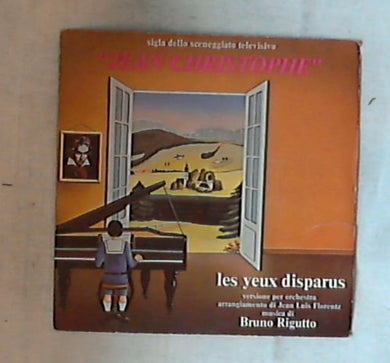 sigla dello sceneggiato televisivo
"JEAN-CHRISTOPHE"
les yeux disparus
versione per orchestra
arrangiamento di Jean Luis Florentz
musica di
Bruno Rigutto